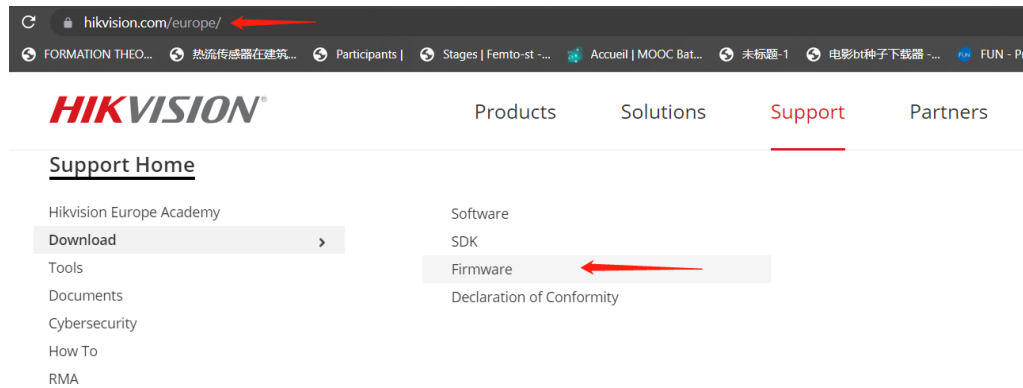 hikvision.com/europe/
FORMATION THEO... 热流传感器在建筑... Participants | Stages | Femto-st -... Accueil | MOOC Bat... 未标题-1 电影bt种子下载器 -... FUN - P
HIKVISION® Products Solutions Support Partners
Support Home
Hikvision Europe Academy Software
Download SDK
Tools Firmware
Documents Declaration of Conformity
Cybersecurity
How To
RMA